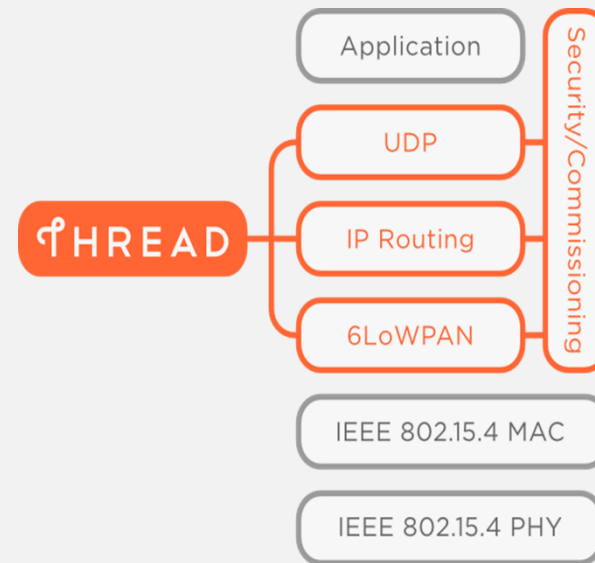 Application
UDP
THREAD
IP Routing
6LoWPAN
Security/Commissioning
IEEE 802.15.4 MAC
IEEE 802.15.4 PHY